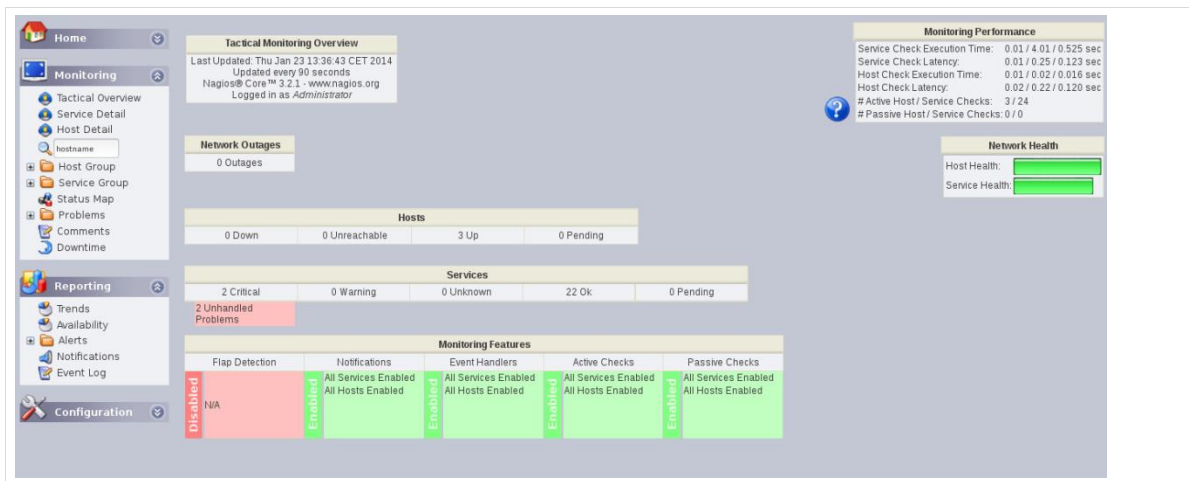 Home
Monitoring
Tactical Overview
Service Detail
Host Detail
hostname
Host Group
Service Group
Status Map
Problems
Comments
Downtime
Reporting
Trends
Availability
Alerts
Notifications
Event Log
Configuration
Tactical Monitoring Overview
Last Updated: Thu Jan 23 13:36:43 CET 2014
Updated every 90 seconds
Nagios® Core™ 3.2.1 - www.nagios.org
Logged in as Administrator
Monitoring Performance
Service Check Execution Time: 0.01 / 4.01 / 0.525 sec
Service Check Latency: 0.01 / 0.25 / 0.123 sec
Host Check Execution Time: 0.01 / 0.02 / 0.016 sec
Host Check Latency: 0.02 / 0.22 / 0.120 sec
# Active Host / Service Checks: 3 / 24
# Passive Host / Service Checks: 0 / 0
?
Network Outages
0 Outages
Network Health
Host Health:
Service Health:
Hosts
0 Down 0 Unreachable 3 Up 0 Pending
Services
2 Critical 0 Warning 0 Unknown 22 Ok 0 Pending
2 Unhandled
Problems
Monitoring Features
Flap Detection Notifications Event Handlers Active Checks Passive Checks
Disabled
N/A
Enabled
All Services Enabled
All Hosts Enabled
Enabled
All Services Enabled
All Hosts Enabled
Enabled
All Services Enabled
All Hosts Enabled
Enabled
All Services Enabled
All Hosts Enabled